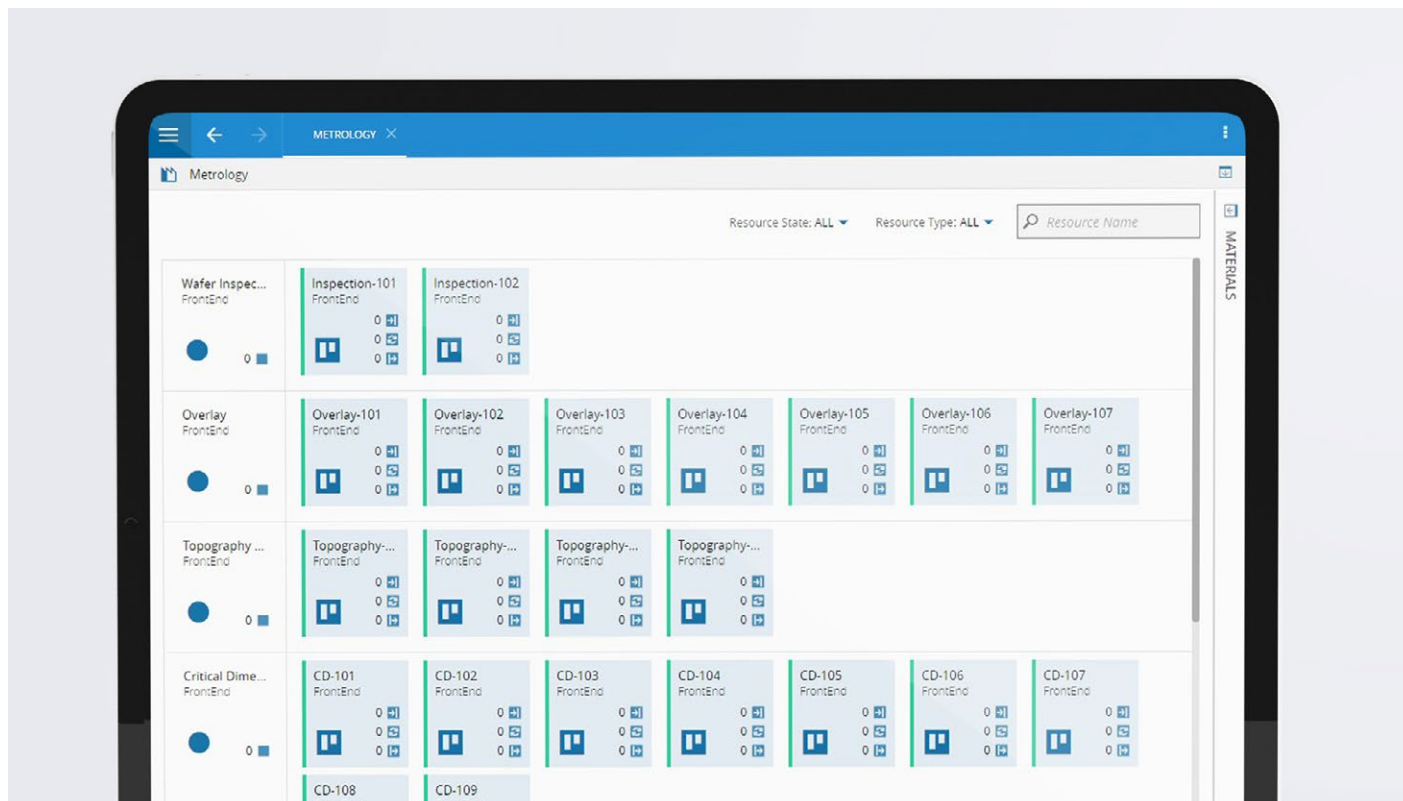 METROLOGY
Metrology
Resource State: ALL
Resource Type: ALL
Resource Name
MATERIALS
Wafer Inspec...
FrontEnd
0
Inspection-101
FrontEnd
0
0
0
Inspection-102
FrontEnd
0
0
0
Overlay
FrontEnd
0
Overlay-101
FrontEnd
0
0
0
Overlay-102
FrontEnd
0
0
0
Overlay-103
FrontEnd
0
0
0
Overlay-104
FrontEnd
0
0
0
Overlay-105
FrontEnd
0
0
0
Overlay-106
FrontEnd
0
0
0
Overlay-107
FrontEnd
0
0
0
Topography ...
FrontEnd
0
Topography-...
FrontEnd
0
0
0
Topography-...
FrontEnd
0
0
0
Topography-...
FrontEnd
0
0
0
Topography-...
FrontEnd
0
0
0
Critical Dime...
FrontEnd
0
CD-101
FrontEnd
0
0
0
CD-102
FrontEnd
0
0
0
CD-103
FrontEnd
0
0
0
CD-104
FrontEnd
0
0
0
CD-105
FrontEnd
0
0
0
CD-106
FrontEnd
0
0
0
CD-107
FrontEnd
0
0
0
CD-108
CD-109